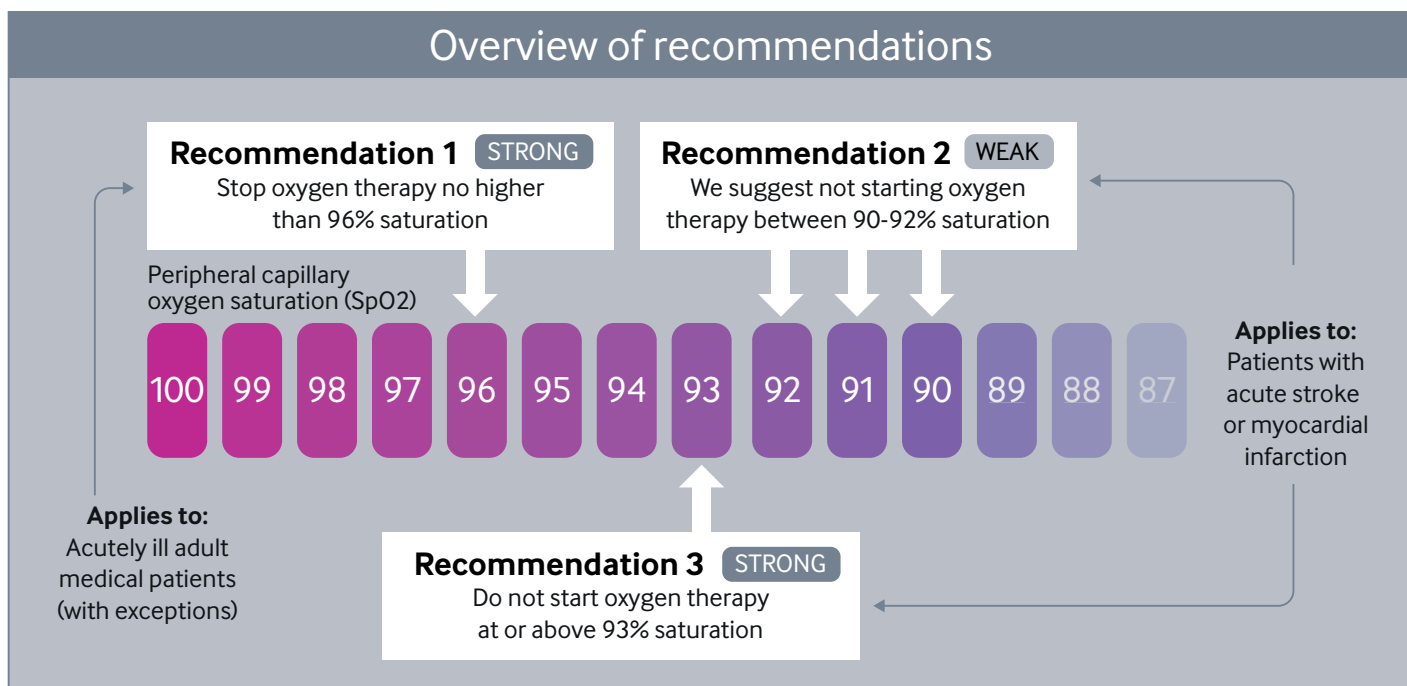 Overview of recommendations
Recommendation 1 STRONG
Stop oxygen therapy no higher
than 96% saturation
Recommendation 2 WEAK
We suggest not starting oxygen
therapy between 90-92% saturation
Peripheral capillary
oxygen saturation (SpO2)
100 99 98 97 96 95 94 93 92 91 90 89 88 87
Applies to:
Patients with
acute stroke
or myocardial
infarction
Applies to:
Acutely ill adult
medical patients
(with exceptions)
Recommendation 3 STRONG
Do not start oxygen therapy
at or above 93% saturation